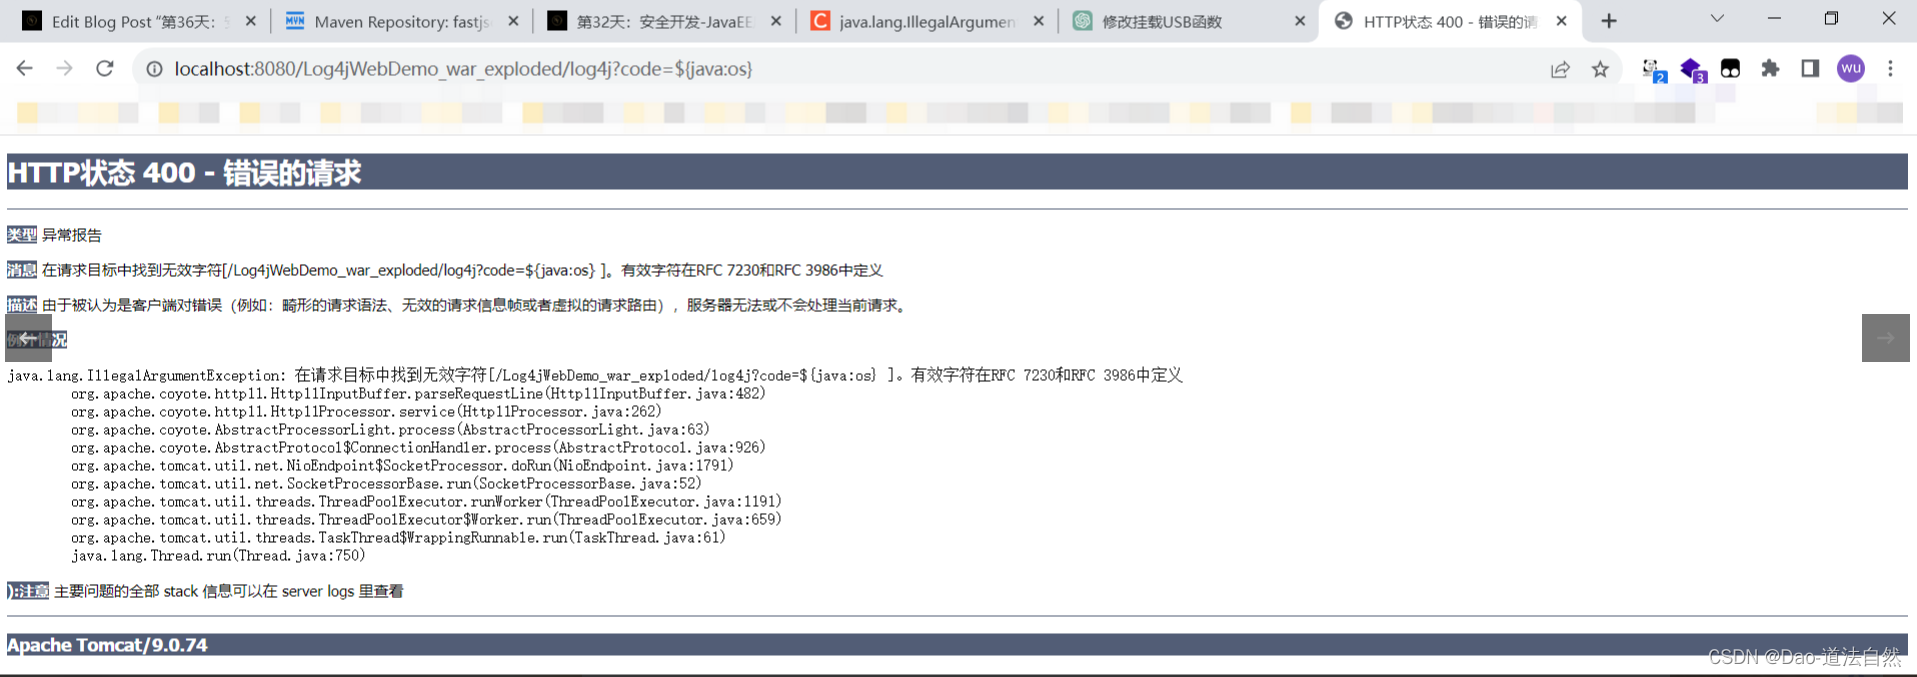 Edit Blog Post “第36天：
Maven Repository: fastjs
第32天：安全开发-JavaEE
java.lang.IllegalArgumen
修改挂载USB函数
HTTP状态 400 - 错误的请
localhost:8080/Log4jWebDemo_war_exploded/log4j?code=${java:os}
2
3
wu
HTTP状态 400 - 错误的请求
类型 异常报告
消息 在请求目标中找到无效字符[/Log4jWebDemo_war_exploded/log4j?code=${java:os} ]。有效字符在RFC 7230和RFC 3986中定义
描述 由于被认为是客户端对错误（例如：畸形的请求语法、无效的请求信息帧或者虚拟的请求路由），服务器无法或不会处理当前请求。
例外情况
java.lang.IllegalArgumentException: 在请求目标中找到无效字符[/Log4jWebDemo_war_exploded/log4j?code=${java:os} ]。有效字符在RFC 7230和RFC 3986中定义
org.apache.coyote.http11.Http11InputBuffer.parseRequestLine(Http11InputBuffer.java:482)
org.apache.coyote.http11.Http11Processor.service(Http11Processor.java:262)
org.apache.coyote.AbstractProcessorLight.process(AbstractProcessorLight.java:63)
org.apache.coyote.AbstractProtocol$ConnectionHandler.process(AbstractProtocol.java:926)
org.apache.tomcat.util.net.NioEndpoint$SocketProcessor.doRun(NioEndpoint.java:1791)
org.apache.tomcat.util.net.SocketProcessorBase.run(SocketProcessorBase.java:52)
org.apache.tomcat.util.threads.ThreadPoolExecutor.runWorker(ThreadPoolExecutor.java:1191)
org.apache.tomcat.util.threads.ThreadPoolExecutor$Worker.run(ThreadPoolExecutor.java:659)
org.apache.tomcat.util.threads.TaskThread$WrappingRunnable.run(TaskThread.java:61)
java.lang.Thread.run(Thread.java:750)
):注意 主要问题的全部 stack 信息可以在 server logs 里查看
Apache Tomcat/9.0.74
CSDN @Dao-道法自然